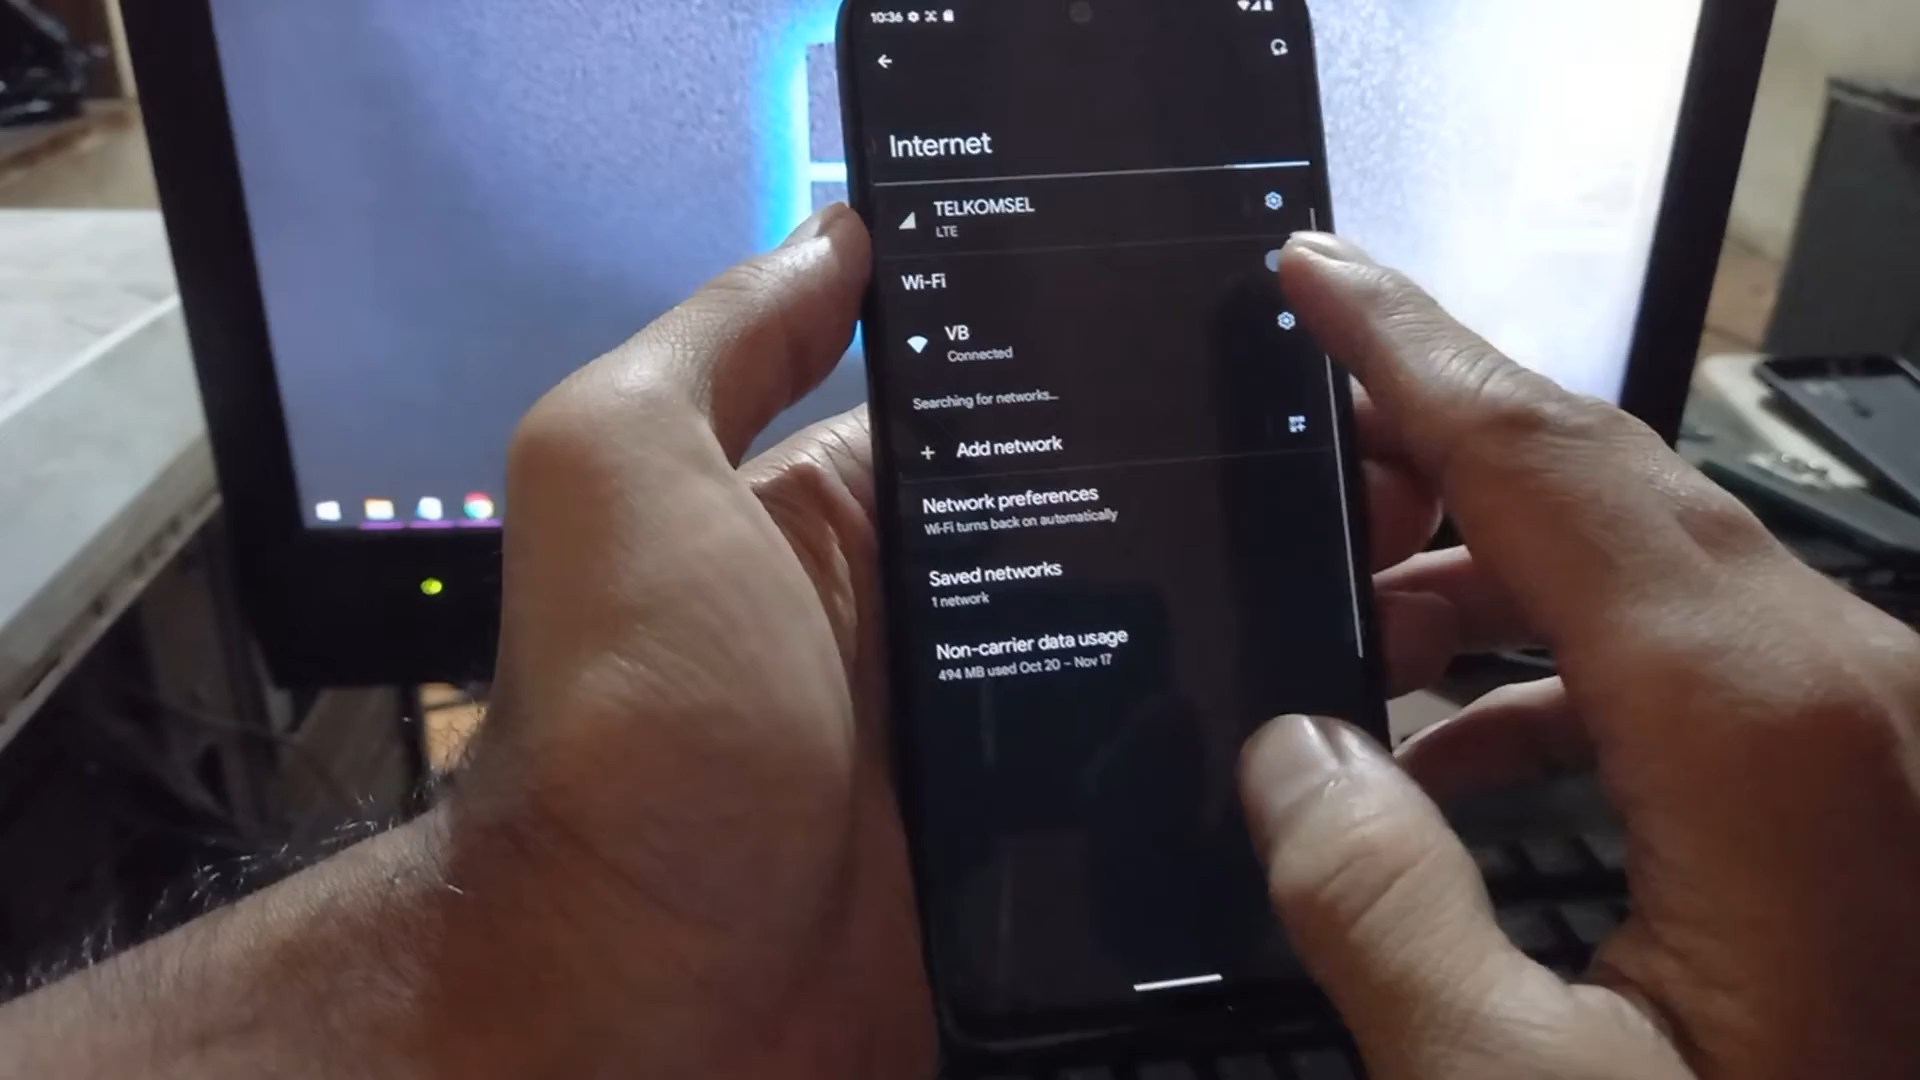 10:36
Internet
TELKOMSEL
LTE
Wi-Fi
VB
Connected
Searching for networks...
Add network
Network preferences
Wi-Fi turns back on automatically
Saved networks
1 network
Non-carrier data usage
494 MB used Oct 20 – Nov 17